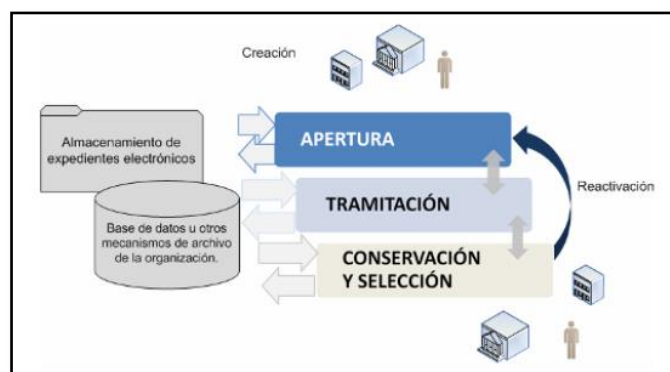 Creación
APERTURA
Almacenamiento de
expedientes electrónicos
TRAMITACIÓN
Reactivación
Base de datos u otros
mecanismos de archivo
de la organización.
CONSERVACIÓN
Y SELECCIÓN